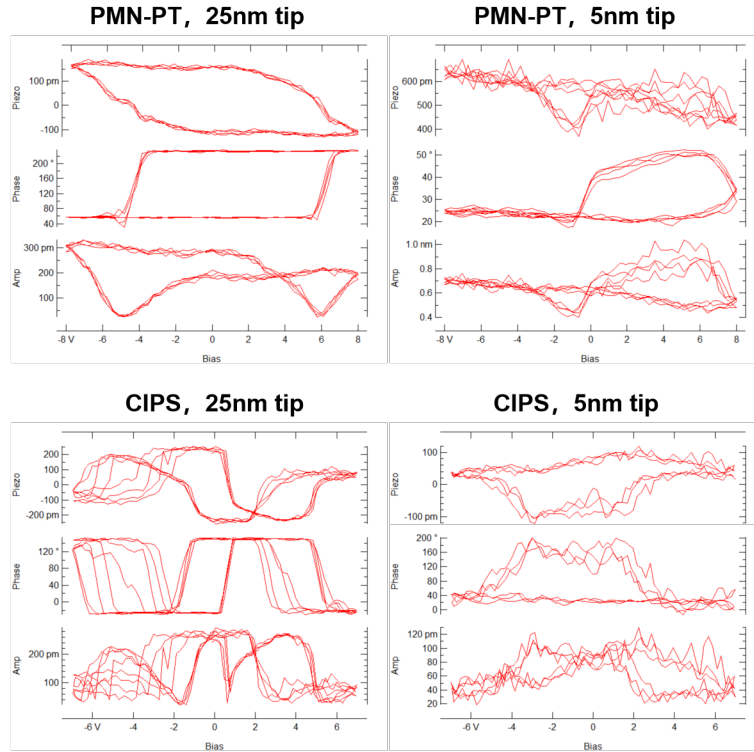 PMN-PT, 25nm tip
PMN-PT, 5nm tip
Piezo
100 pm
0
-100
Phase
200 °
160
120
80
40
Amp
300 pm
200
100
-8 V
-6
-4
-2
0
2
4
6
8
Bias
Piezo
600 pm
500
400
Phase
50 °
40
30
20
Amp
1.0 nm
0.8
0.6
0.4
-8 V
-6
-4
-2
0
2
4
6
8
Bias
CIPS, 25nm tip
CIPS, 5nm tip
Piezo
200
100
0
-100
-200 pm
Phase
120 °
80
40
0
Amp
200 pm
100
-6 V
-4
-2
0
2
4
6
Bias
Piezo
100
0
-100 pm
Phase
200 °
160
120
80
40
0
Amp
120 pm
100
80
60
40
20
-6 V
-4
-2
0
2
4
6
Bias